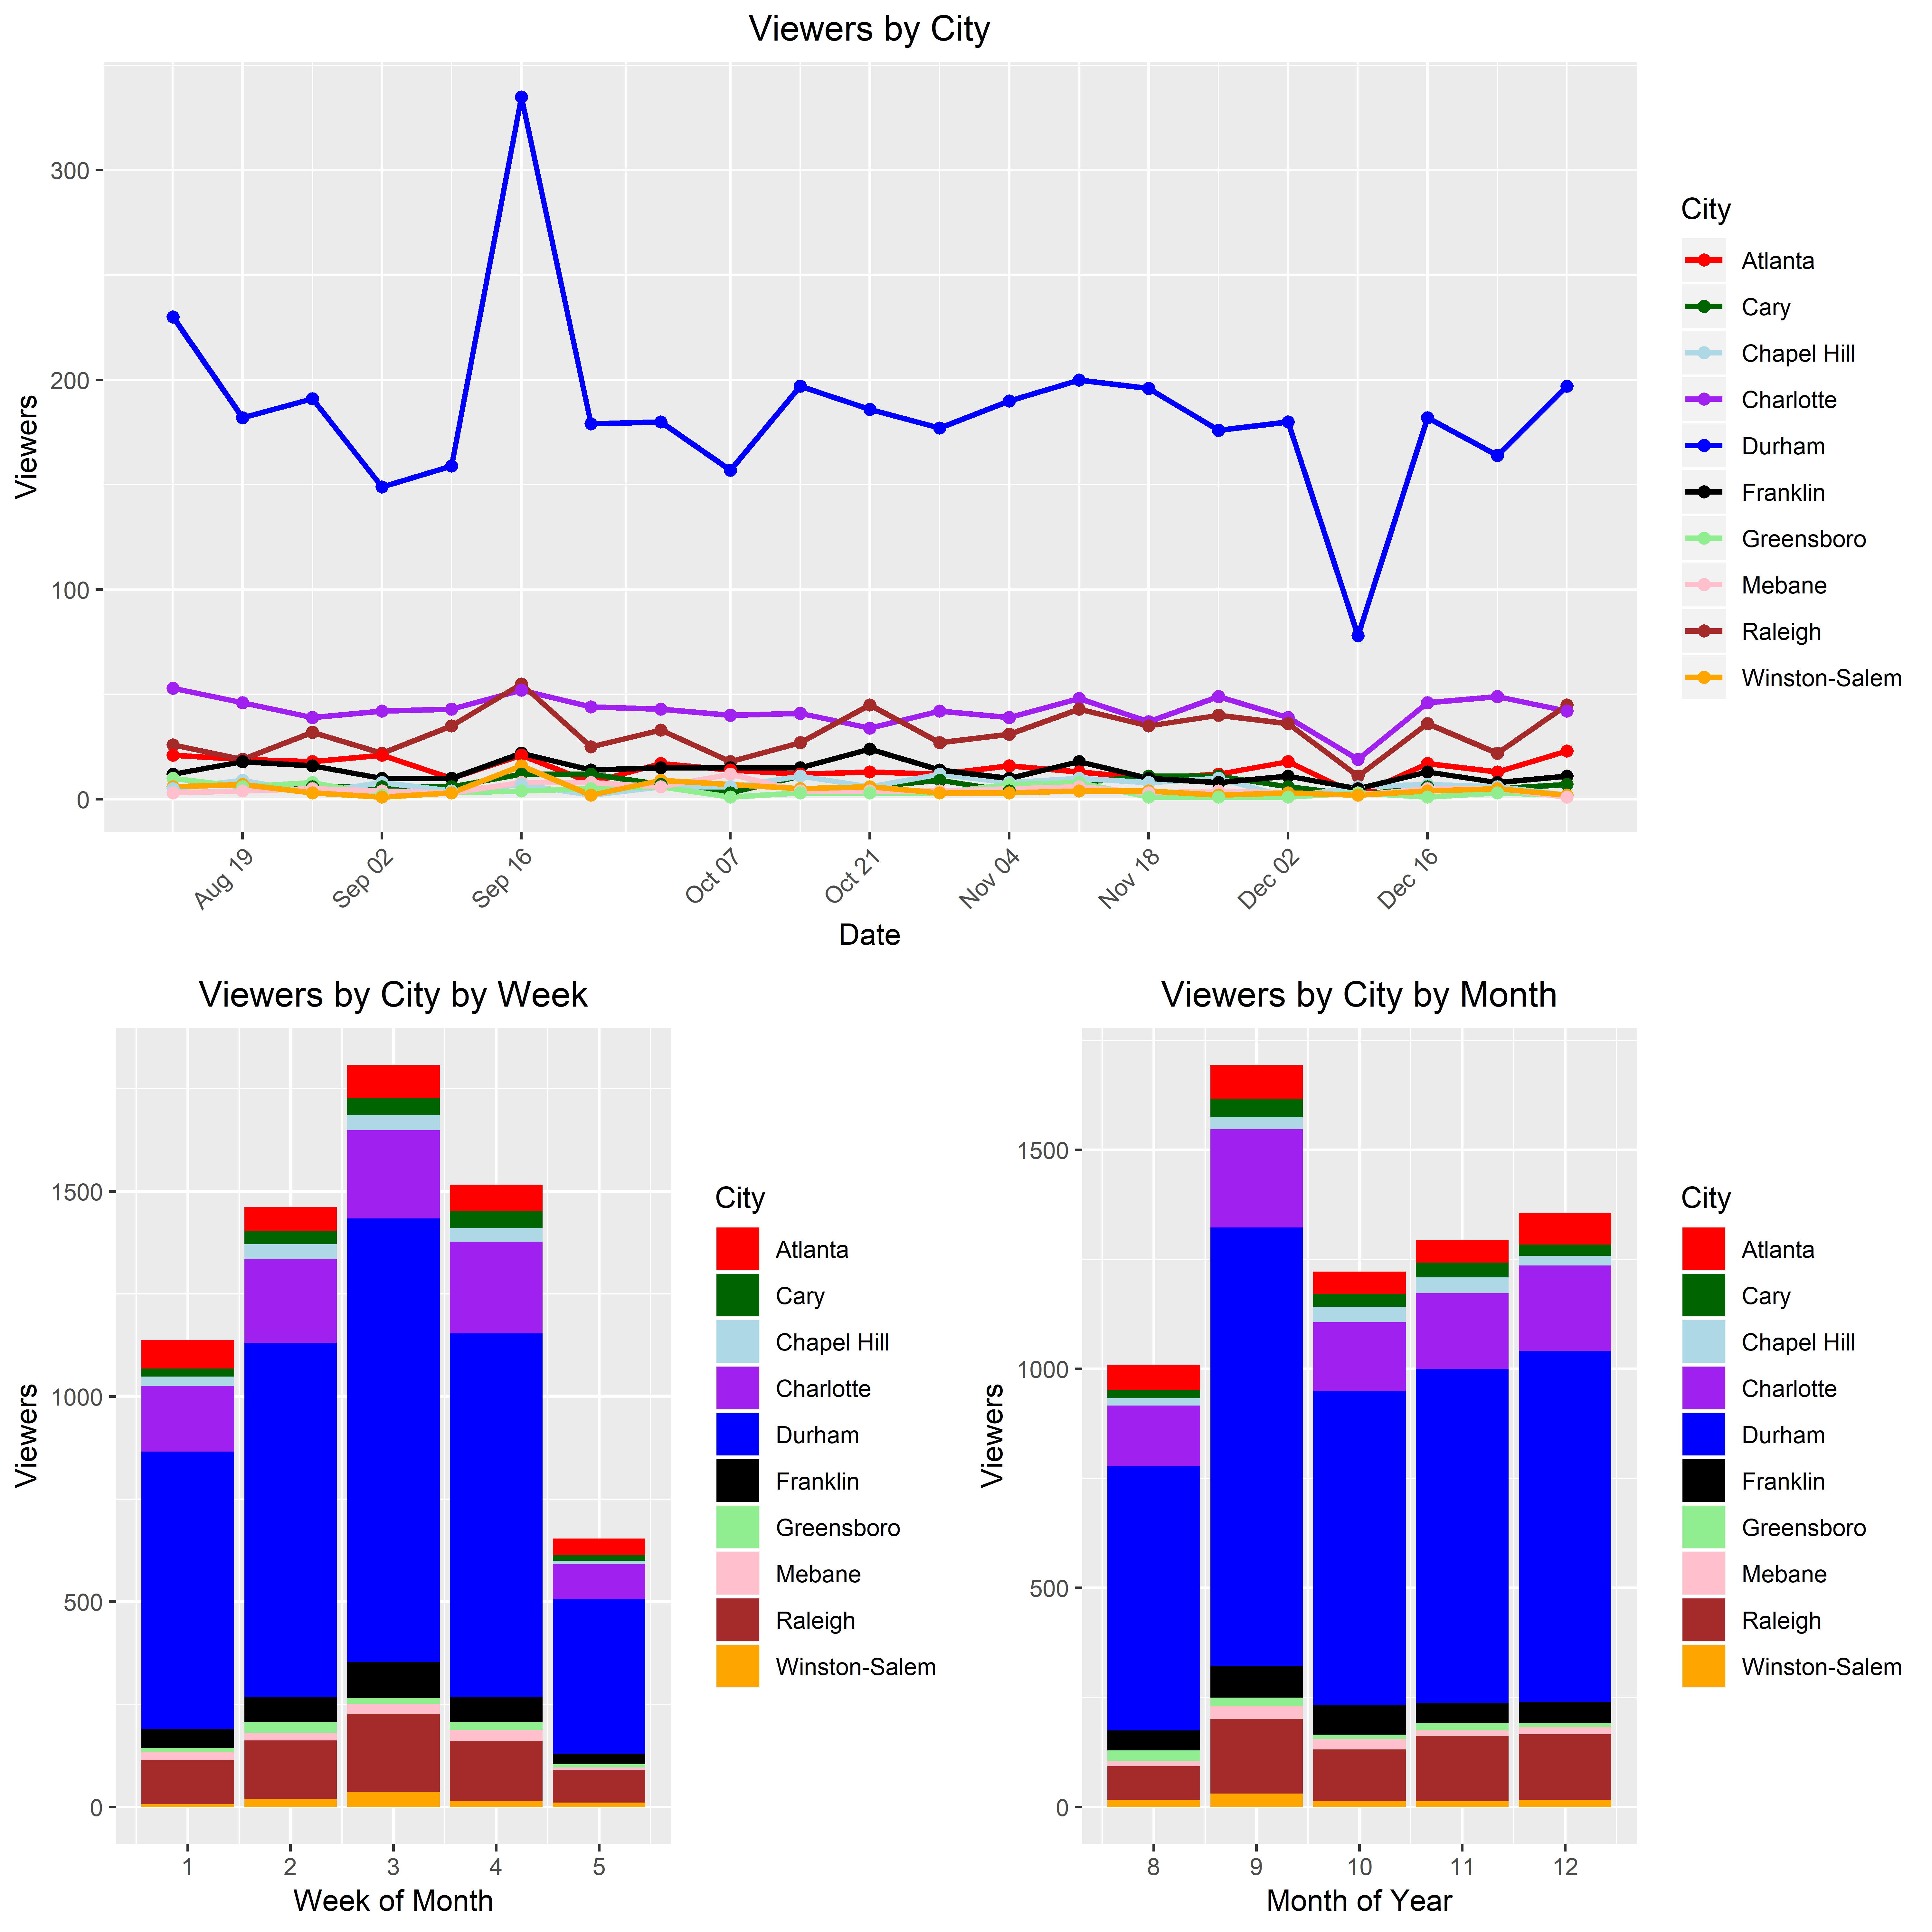 Viewers by City
Viewers
300
200
100
0
Aug 19
Sep 02
Sep 16
Oct 07
Oct 21
Nov 04
Nov 18
Dec 02
Dec 16
Date
City
Atlanta
Cary
Chapel Hill
Charlotte
Durham
Franklin
Greensboro
Mebane
Raleigh
Winston-Salem
Viewers by City by Week
Viewers
1500
1000
500
0
1
2
3
4
5
Week of Month
City
Atlanta
Cary
Chapel Hill
Charlotte
Durham
Franklin
Greensboro
Mebane
Raleigh
Winston-Salem
Viewers by City by Month
Viewers
1500
1000
500
0
8
9
10
11
12
Month of Year
City
Atlanta
Cary
Chapel Hill
Charlotte
Durham
Franklin
Greensboro
Mebane
Raleigh
Winston-Salem